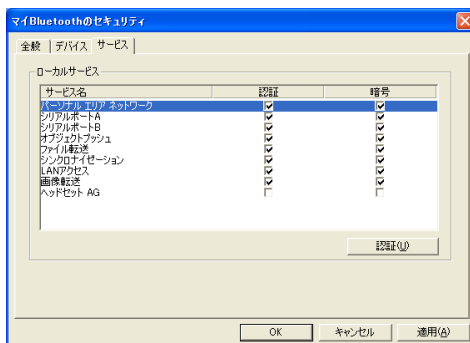 マイBluetoothのセキュリティ
全般 デバイス サービス
ローカルサービス
サービス名 認証 暗号
パーソナル エリア ネットワーク
シリアルポートA
シリアルポートB
オブジェクトプッシュ
ファイル転送
シンクロナイゼーション
LANアクセス
画像転送
ヘッドセット AG
認証(U)
OK キャンセル 適用(A)